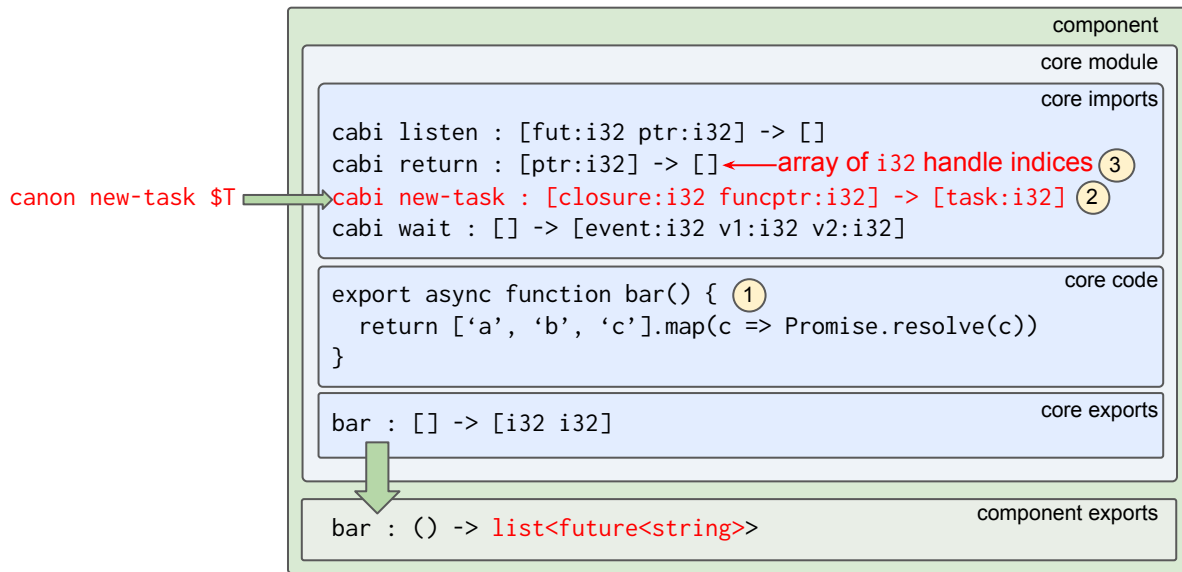 component
core module
core imports
cabi listen : [fut:i32 ptr:i32] -> []
cabi return : [ptr:i32] -> [] array of i32 handle indices 3
canon new-task $T cabi new-task : [closure:i32 funcptr:i32] -> [task:i32] 2
cabi wait : [] -> [event:i32 v1:i32 v2:i32]
core code
export async function bar() { 1
return [‘a’, ‘b’, ‘c’].map(c => Promise.resolve(c))
}
core exports
bar : [] -> [i32 i32]
component exports
bar : () -> list<future<string>>